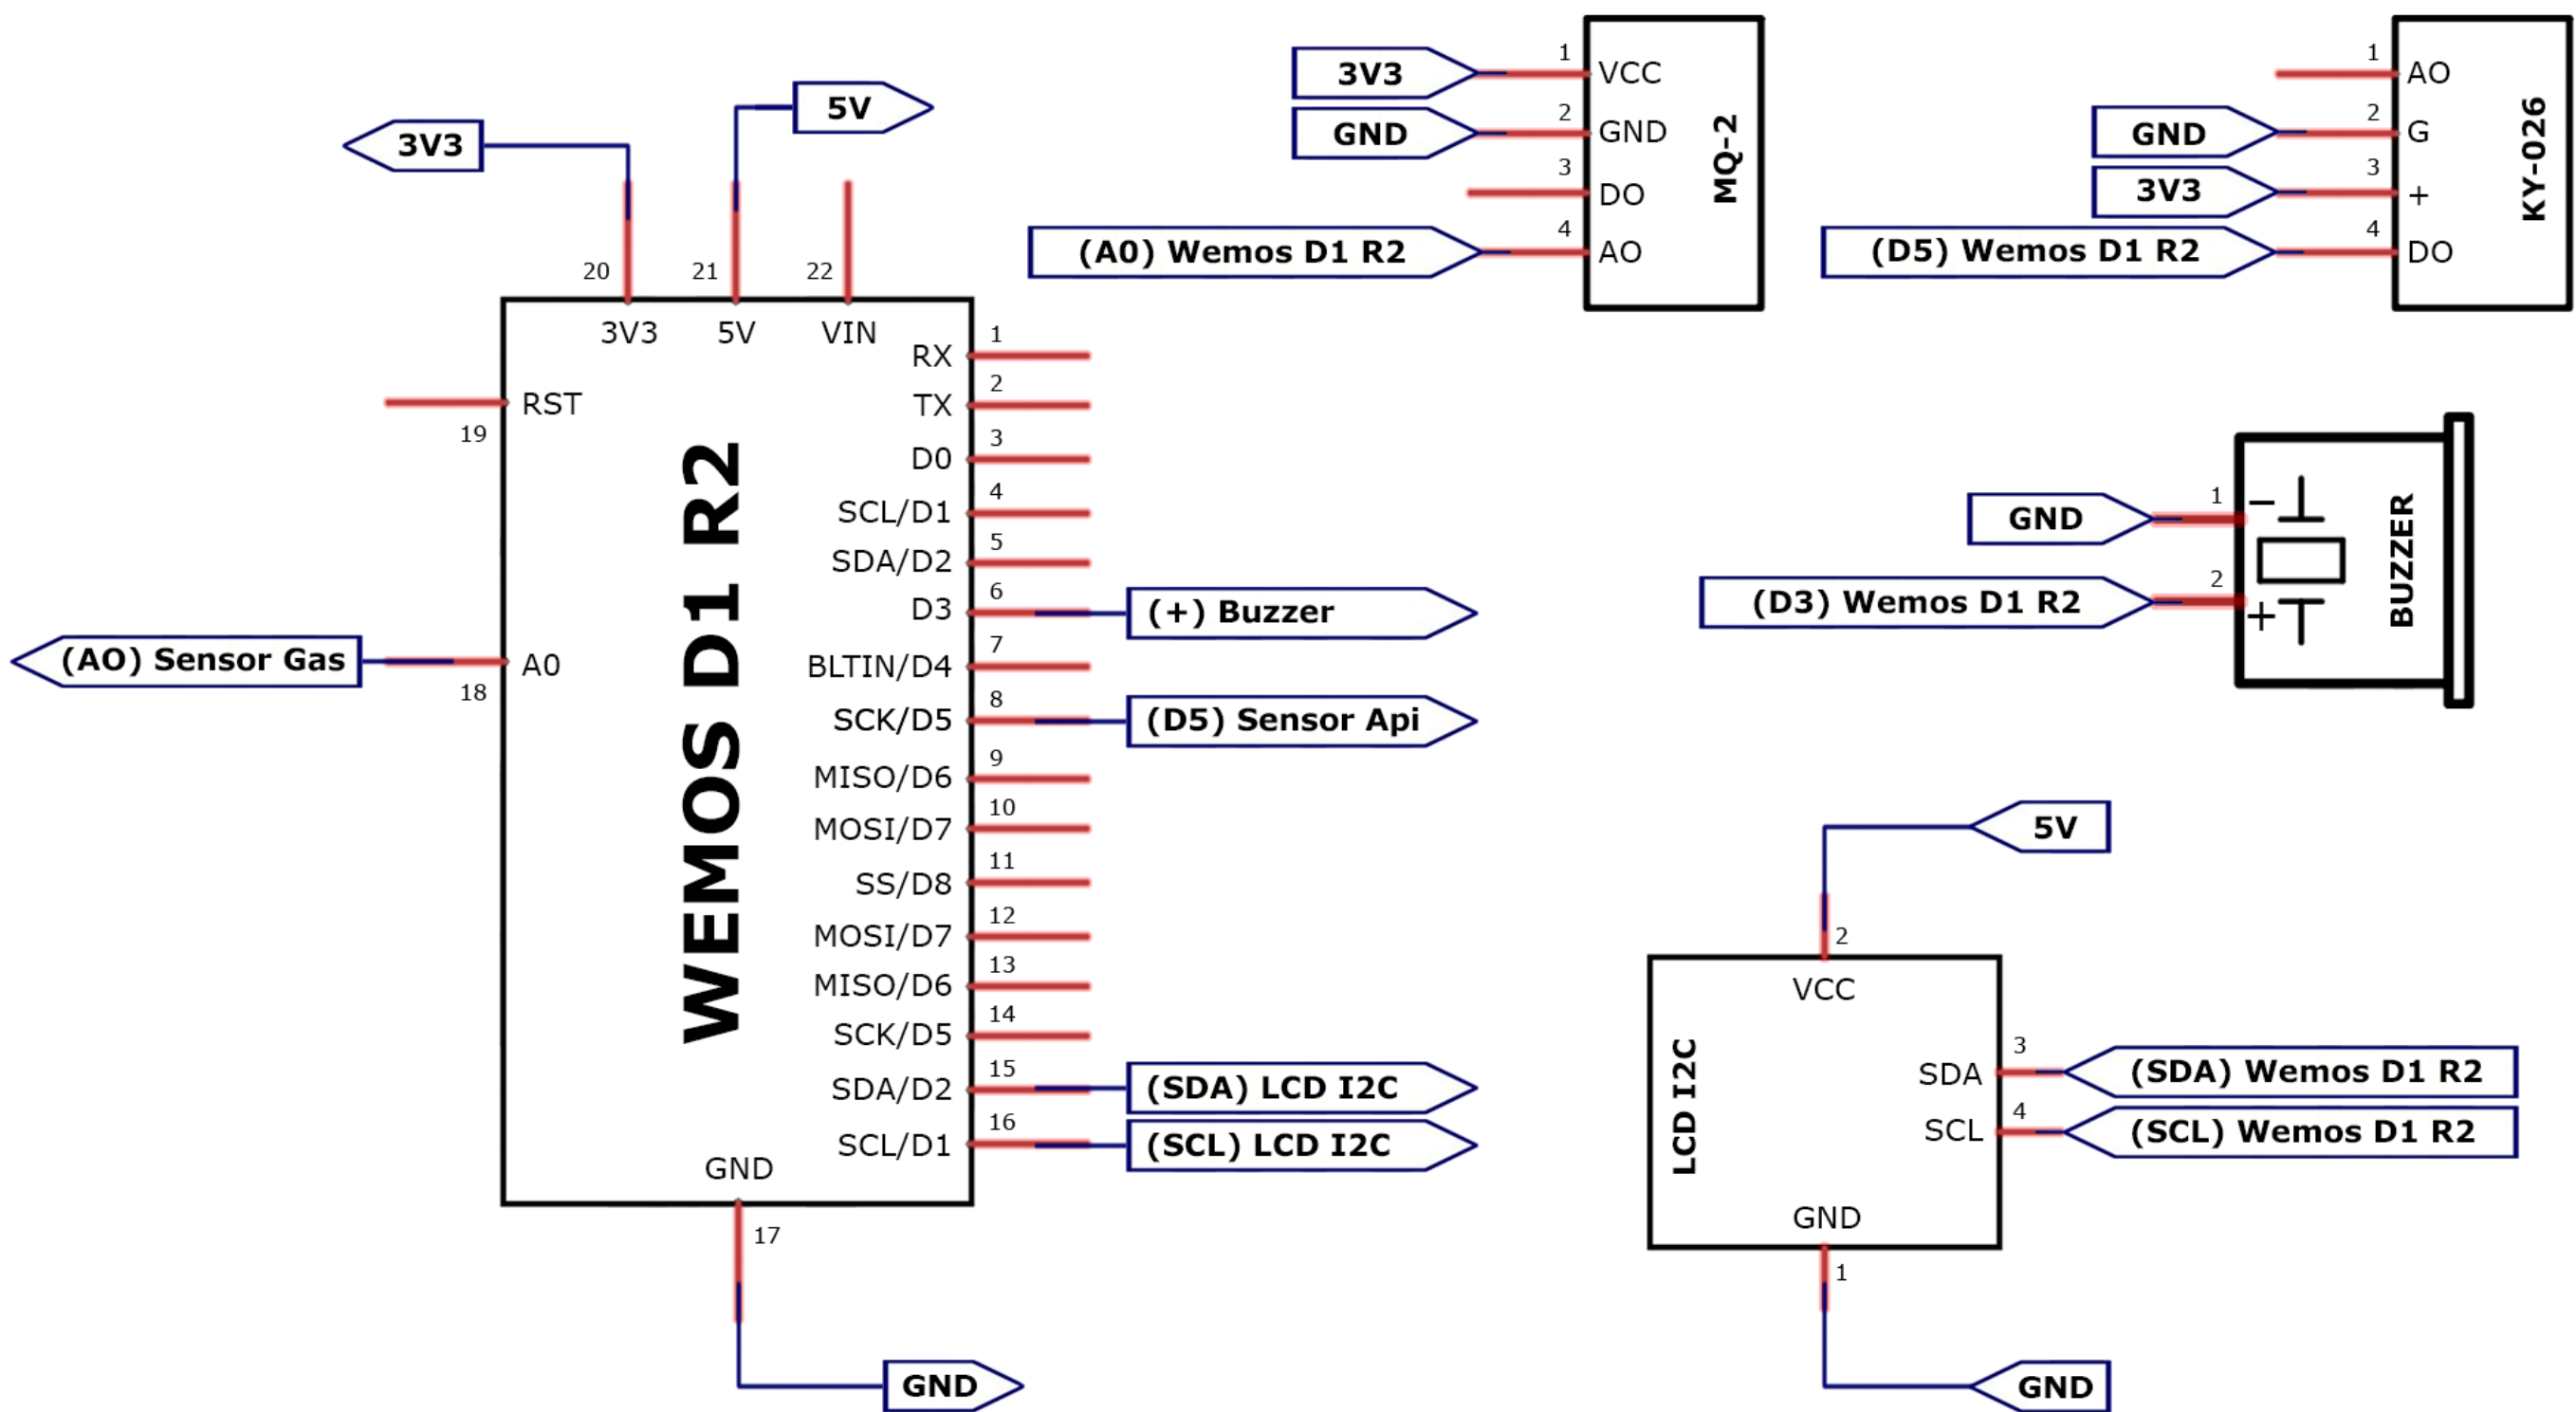 3V3
5V
20
21
22
3V3
5V
VIN
RST
19
(AO) Sensor Gas
A0
18
WEMOS D1 R2
RX
1
TX
2
D0
3
SCL/D1
4
SDA/D2
5
D3
6
(+) Buzzer
BLTIN/D4
7
SCK/D5
8
(D5) Sensor Api
MISO/D6
9
MOSI/D7
10
SS/D8
11
MOSI/D7
12
MISO/D6
13
SCK/D5
14
SDA/D2
15
(SDA) LCD I2C
SCL/D1
16
(SCL) LCD I2C
GND
17
GND
3V3
1
VCC
GND
2
GND
3
DO
(A0) Wemos D1 R2
4
AO
MQ-2
1
AO
GND
2
G
3V3
3
+
(D5) Wemos D1 R2
4
DO
KY-026
GND
1
−
(D3) Wemos D1 R2
2
+
BUZZER
5V
2
VCC
LCD I2C
SDA
3
(SDA) Wemos D1 R2
SCL
4
(SCL) Wemos D1 R2
GND
1
GND